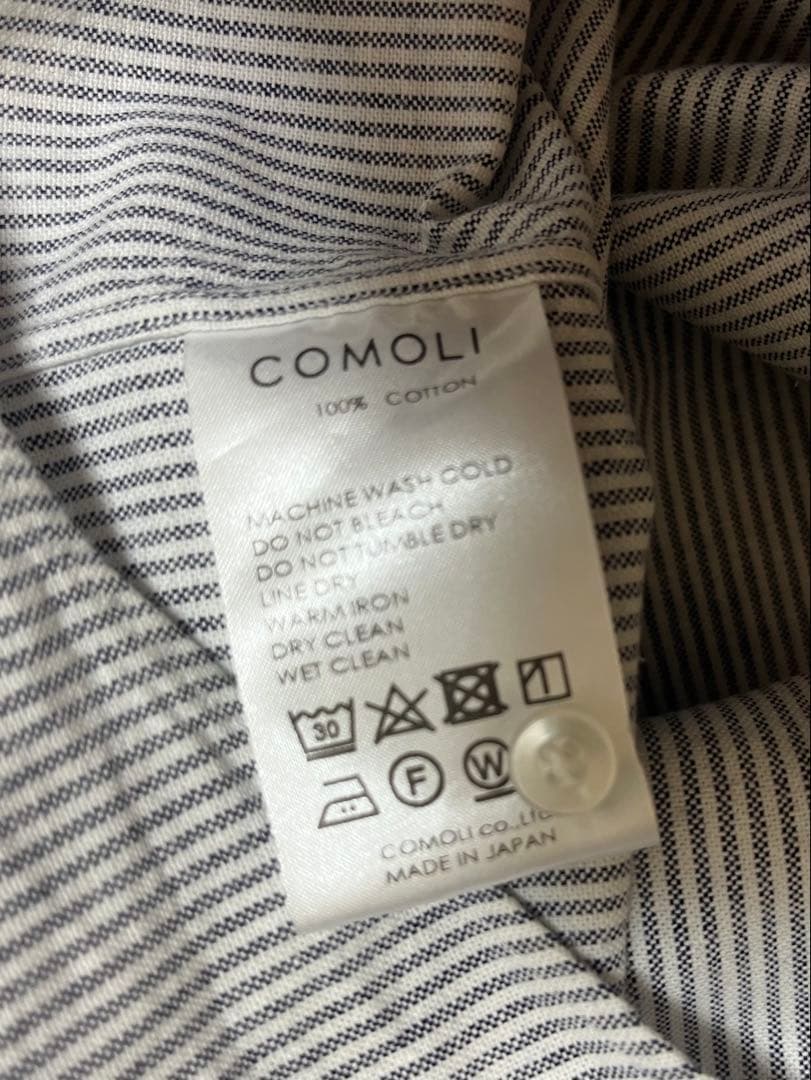 COMOLI
100% COTTON
MACHINE WASH COLD
DO NOT BLEACH
DO NOT TUMBLE DRY
LINE DRY
WARM IRON
DRY CLEAN
WET CLEAN
30
F W
COMOLI CO.,LTD
MADE IN JAPAN